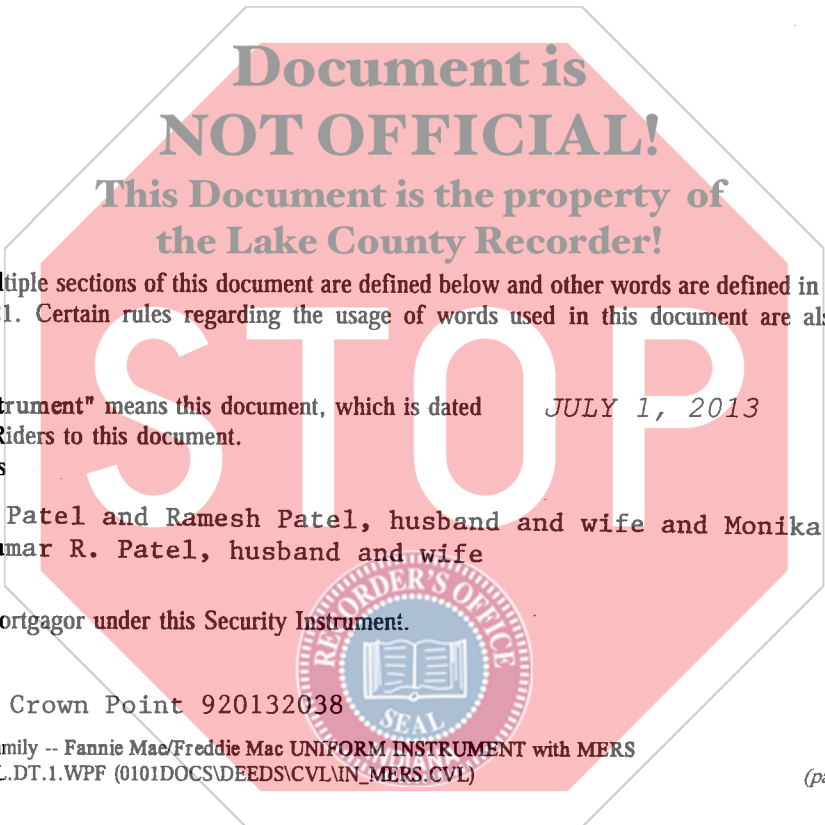 Document is
NOT OFFICIAL!
This Document is the property of
the Lake County Recorder!
ltiple sections of this document are defined below and other words are defined in
1. Certain rules regarding the usage of words used in this document are als
STOP
trument" means this document, which is dated JULY 1, 2013
Riders to this document.
s
Patel and Ramesh Patel, husband and wife and Monika
mar R. Patel, husband and wife
ortgagor under this Security Instrument.
RECORDER'S OFFICE
SEAL
INDIANA
Crown Point 920132038
mily -- Fannie Mae/Freddie Mac UNIFORM INSTRUMENT with MERS
L.DT.1.WPF (0101DOCS\DEEDS\CVL\IN_MERS.CVL)
(pa